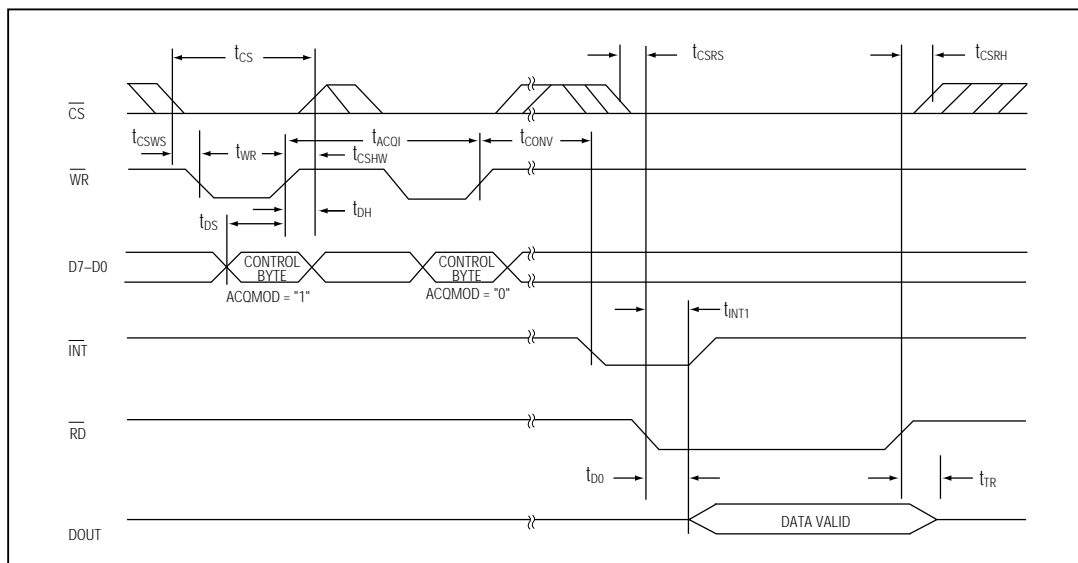 tCS
tCSRS
tCSRH
CS
tCSWS
tWR
tACQI
tCONV
tCSHW
WR
tDH
tDS
D7–D0
CONTROL
BYTE
CONTROL
BYTE
ACQMOD = "1"
ACQMOD = "0"
tINT1
INT
RD
tD0
tTR
DATA VALID
DOUT